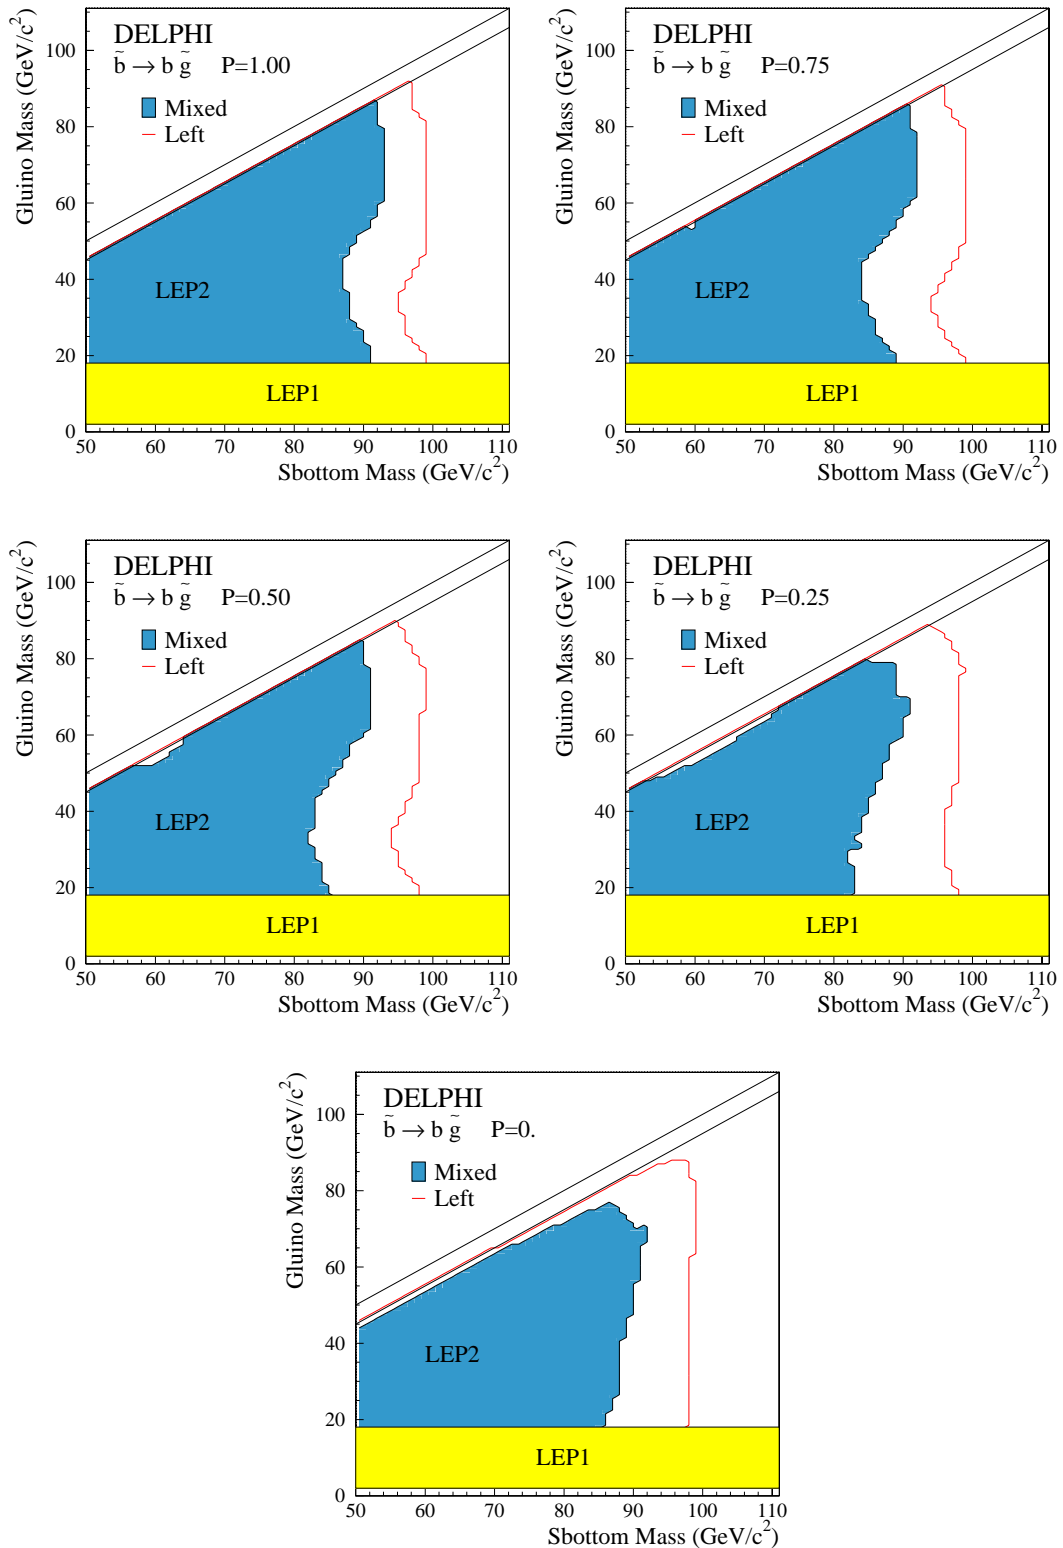 DELPHI
b̃ → b g̃ P=1.00
Mixed
Left
LEP2
LEP1
Gluino Mass (GeV/c²)
100
80
60
40
20
0
50 60 70 80 90 100 110
Sbottom Mass (GeV/c²)
DELPHI
b̃ → b g̃ P=0.75
Mixed
Left
LEP2
LEP1
Gluino Mass (GeV/c²)
100
80
60
40
20
0
50 60 70 80 90 100 110
Sbottom Mass (GeV/c²)
DELPHI
b̃ → b g̃ P=0.50
Mixed
Left
LEP2
LEP1
Gluino Mass (GeV/c²)
100
80
60
40
20
0
50 60 70 80 90 100 110
Sbottom Mass (GeV/c²)
DELPHI
b̃ → b g̃ P=0.25
Mixed
Left
LEP2
LEP1
Gluino Mass (GeV/c²)
100
80
60
40
20
0
50 60 70 80 90 100 110
Sbottom Mass (GeV/c²)
DELPHI
b̃ → b g̃ P=0.
Mixed
Left
LEP2
LEP1
Gluino Mass (GeV/c²)
100
80
60
40
20
0
50 60 70 80 90 100 110
Sbottom Mass (GeV/c²)